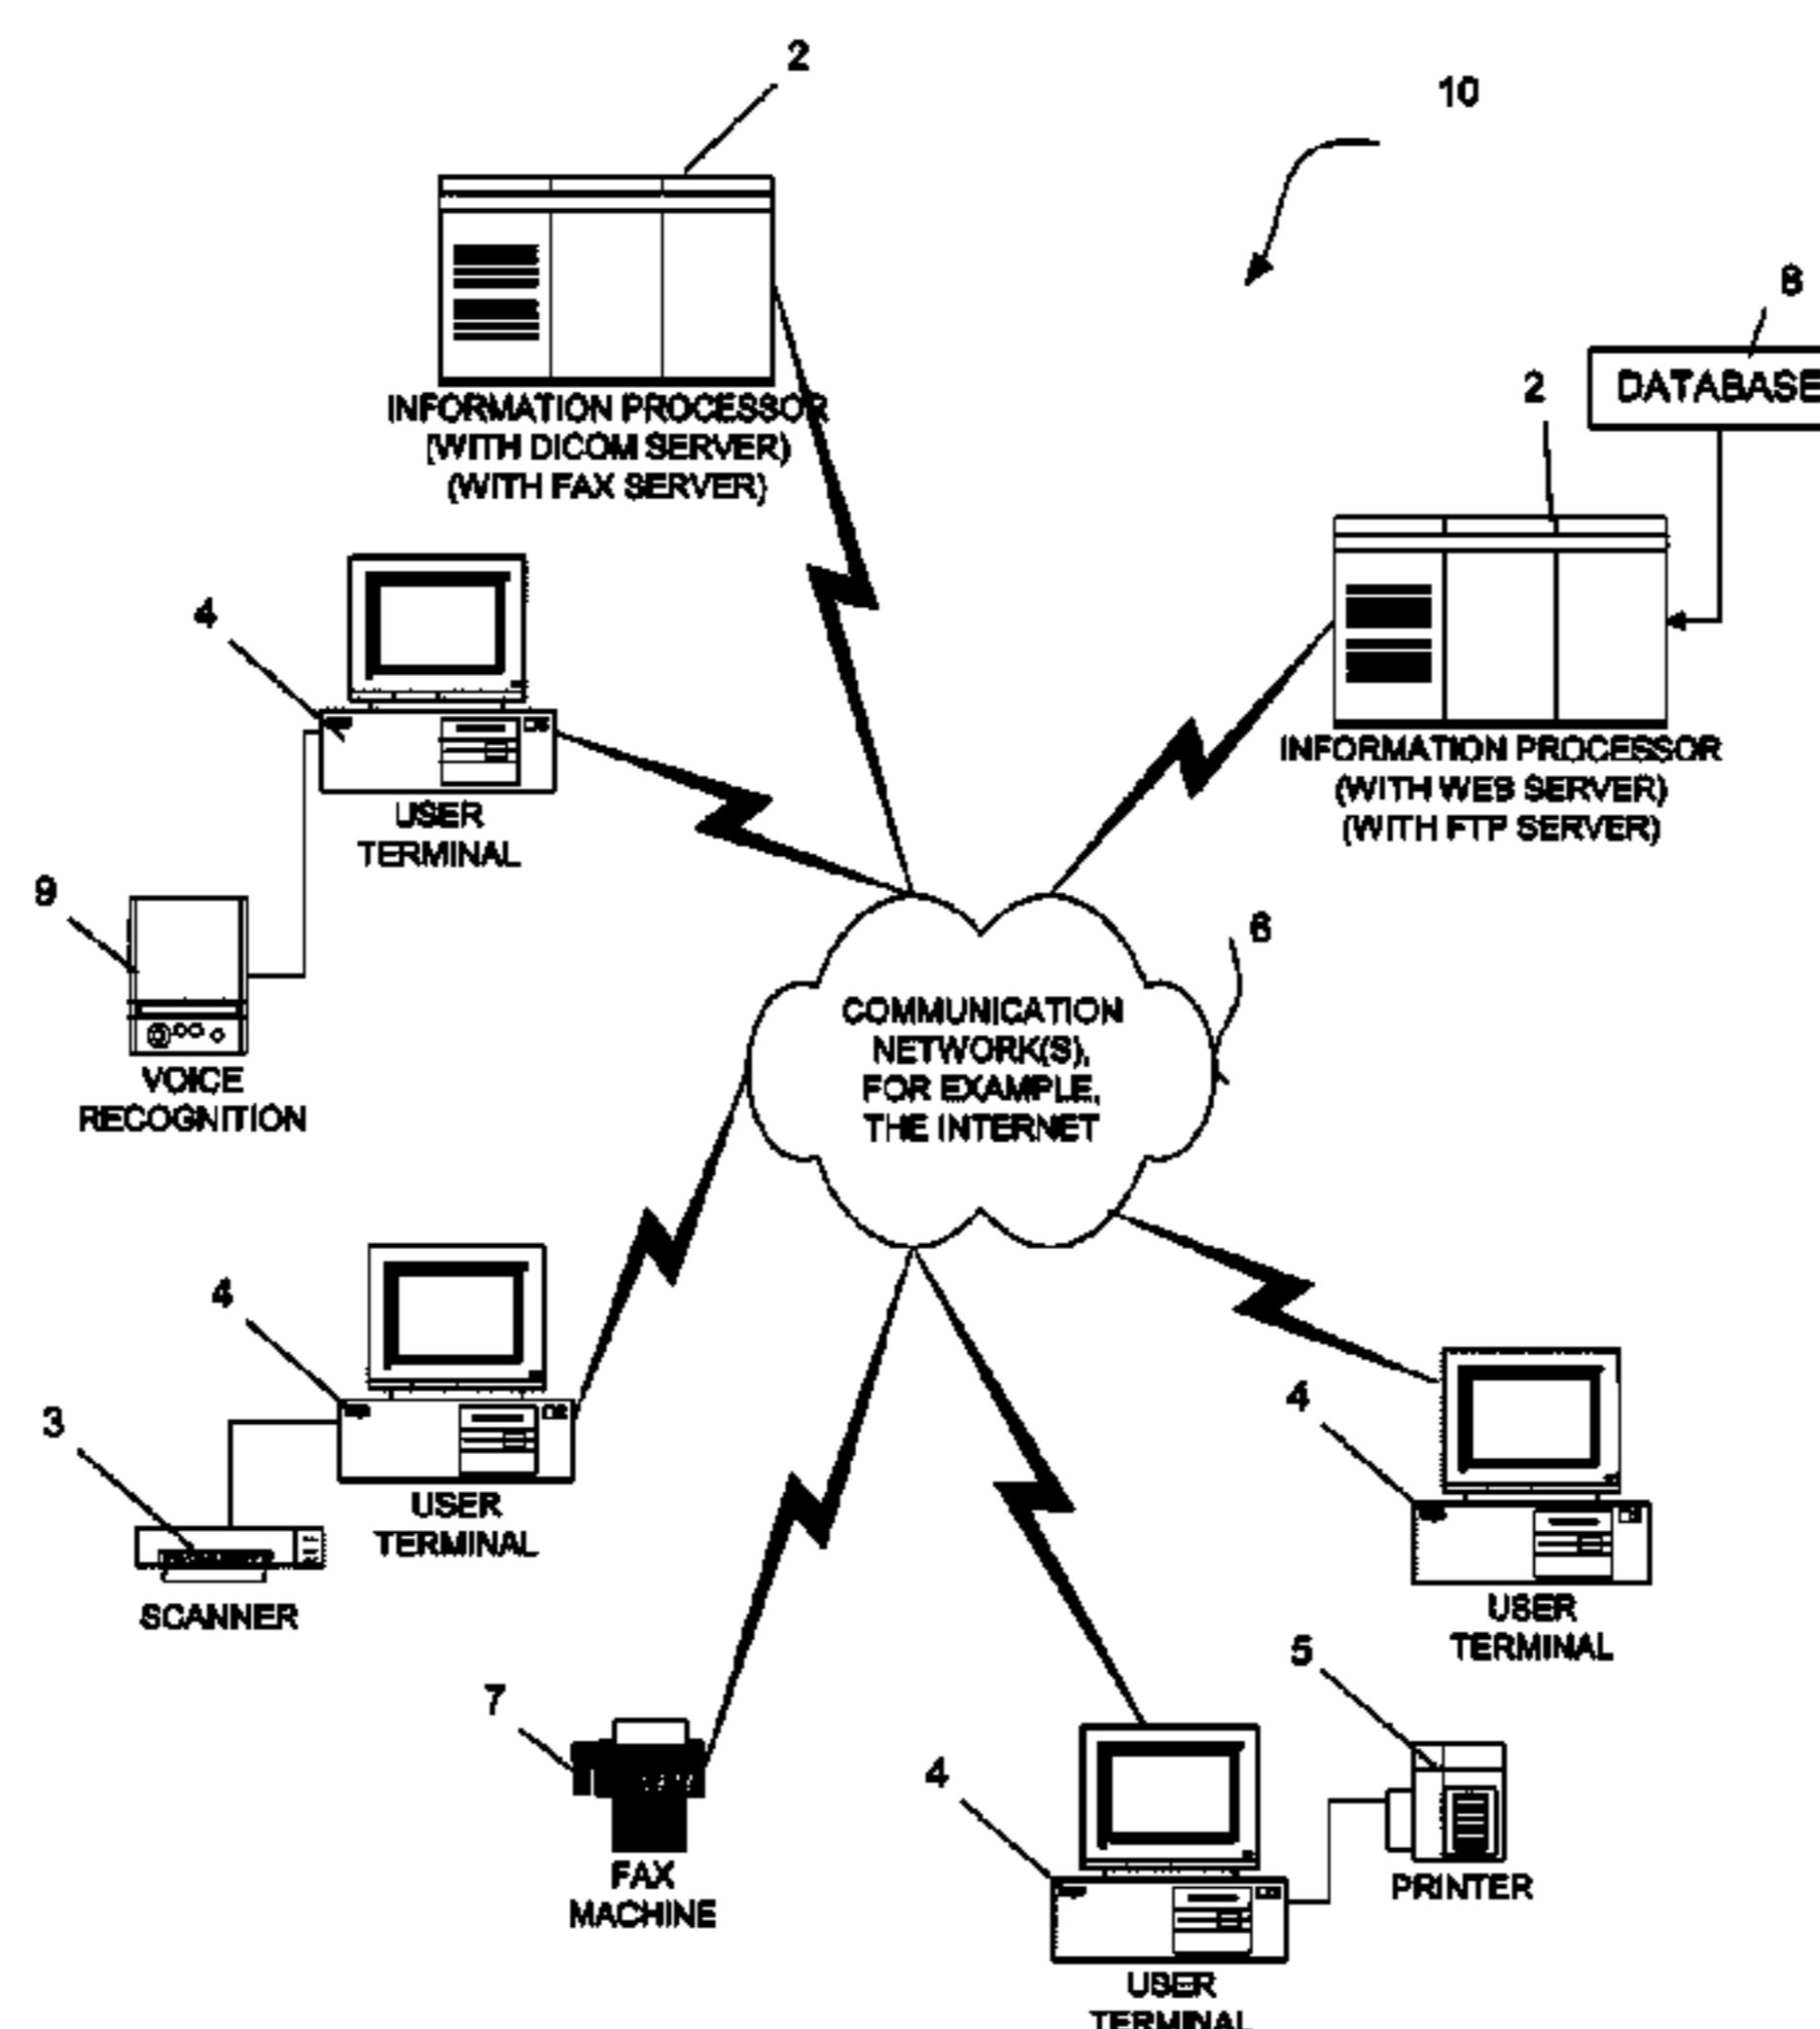 2
10
8
DATABASE
2
INFORMATION PROCESSOR
(WITH DICOM SERVER)
(WITH FAX SERVER)
4
USER
TERMINAL
INFORMATION PROCESSOR
(WITH WEB SERVER)
(WITH FTP SERVER)
9
VOICE
RECOGNITION
6
COMMUNICATION
NETWORK(S),
FOR EXAMPLE,
THE INTERNET
4
USER
TERMINAL
3
SCANNER
4
USER
TERMINAL
7
FAX
MACHINE
4
USER
TERMINAL
5
PRINTER